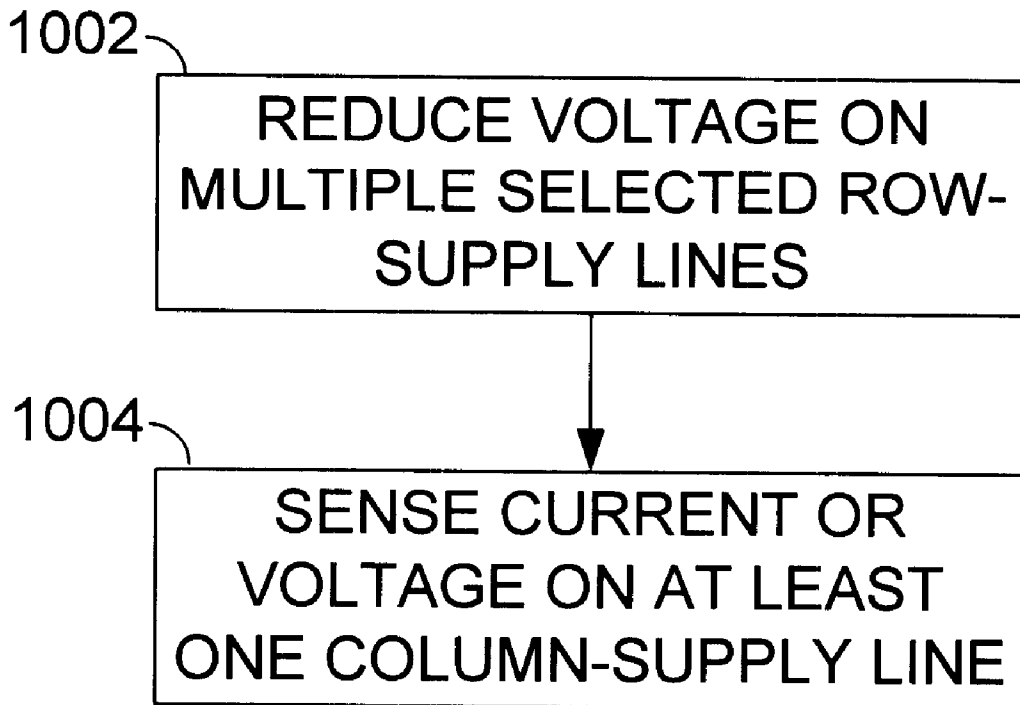 1002
REDUCE VOLTAGE ON
MULTIPLE SELECTED ROW-
SUPPLY LINES
1004
SENSE CURRENT OR
VOLTAGE ON AT LEAST
ONE COLUMN-SUPPLY LINE